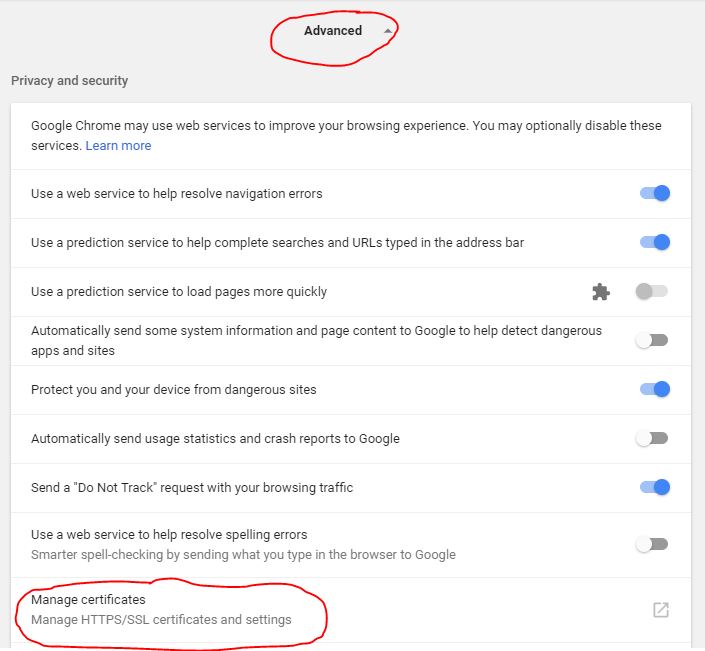 Advanced
Privacy and security
Google Chrome may use web services to improve your browsing experience. You may optionally disable these
services. Learn more
Use a web service to help resolve navigation errors
Use a prediction service to help complete searches and URLs typed in the address bar
Use a prediction service to load pages more quickly
Automatically send some system information and page content to Google to help detect dangerous
apps and sites
Protect you and your device from dangerous sites
Automatically send usage statistics and crash reports to Google
Send a "Do Not Track" request with your browsing traffic
Use a web service to help resolve spelling errors
Smarter spell-checking by sending what you type in the browser to Google
Manage certificates
Manage HTTPS/SSL certificates and settings